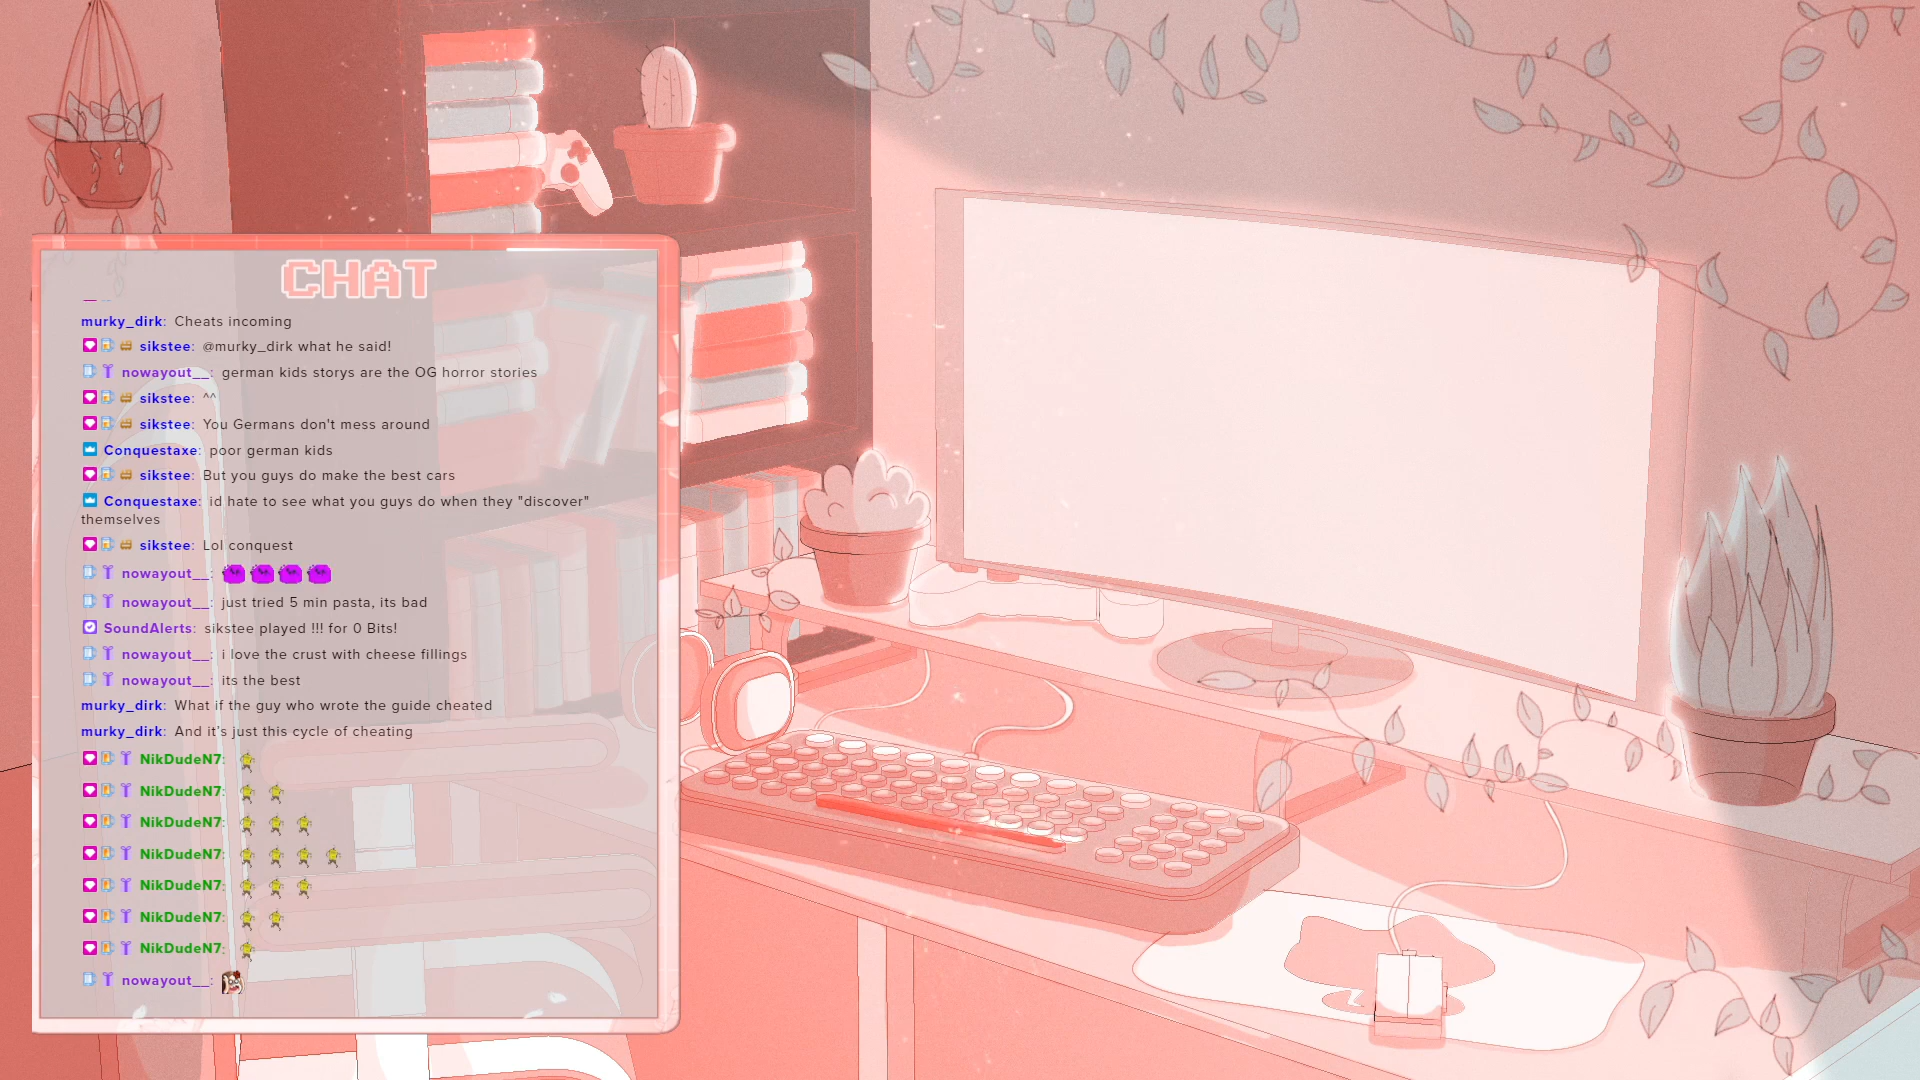 CHAT
murky_dirk: Cheats incoming
sikstee: @murky_dirk what he said!
nowayout__: german kids storys are the OG horror stories
sikstee: ^^
sikstee: You Germans don't mess around
Conquestaxe: poor german kids
sikstee: But you guys do make the best cars
Conquestaxe: id hate to see what you guys do when they "discover"
themselves
sikstee: Lol conquest
nowayout__:
nowayout__: just tried 5 min pasta, its bad
SoundAlerts: sikstee played !!! for 0 Bits!
nowayout__: i love the crust with cheese fillings
nowayout__: its the best
murky_dirk: What if the guy who wrote the guide cheated
murky_dirk: And it's just this cycle of cheating
NikDudeN7:
NikDudeN7:
NikDudeN7:
NikDudeN7:
NikDudeN7:
NikDudeN7:
NikDudeN7:
nowayout__: